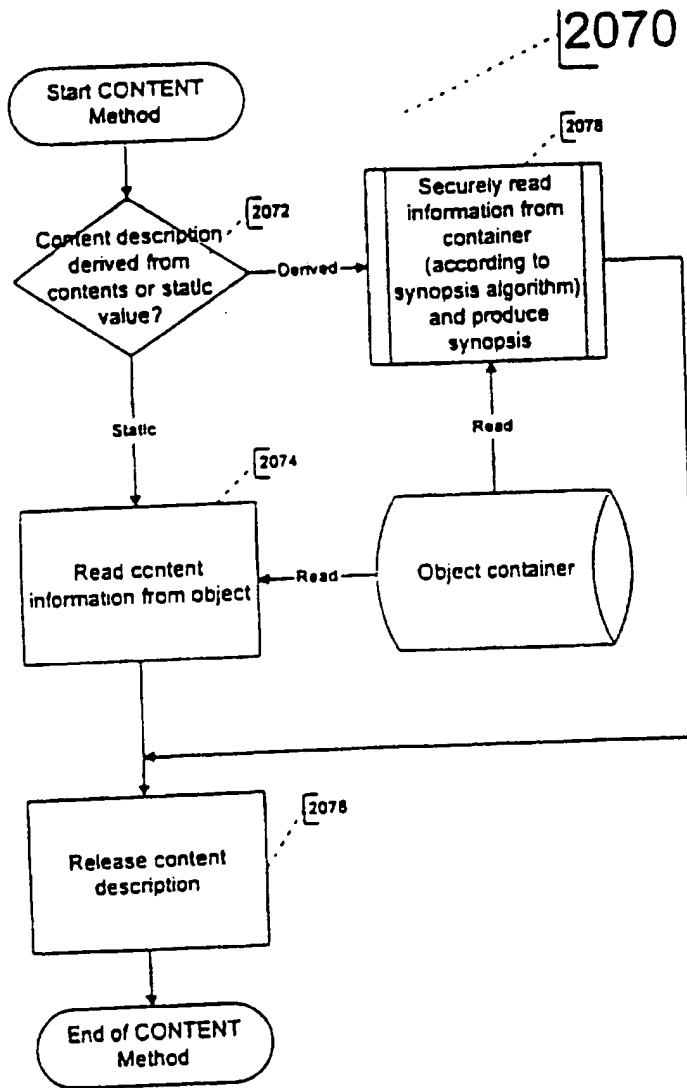 2070
Start CONTENT
Method
2078
Securely read
information from
container
(according to
synopsis algorithm)
and produce
synopsis
2072
Content description
derived from
contents or static
value?
Derived
Static
Read
2074
Read content
information from object
Read
Object container
2076
Release content
description
End of CONTENT
Method